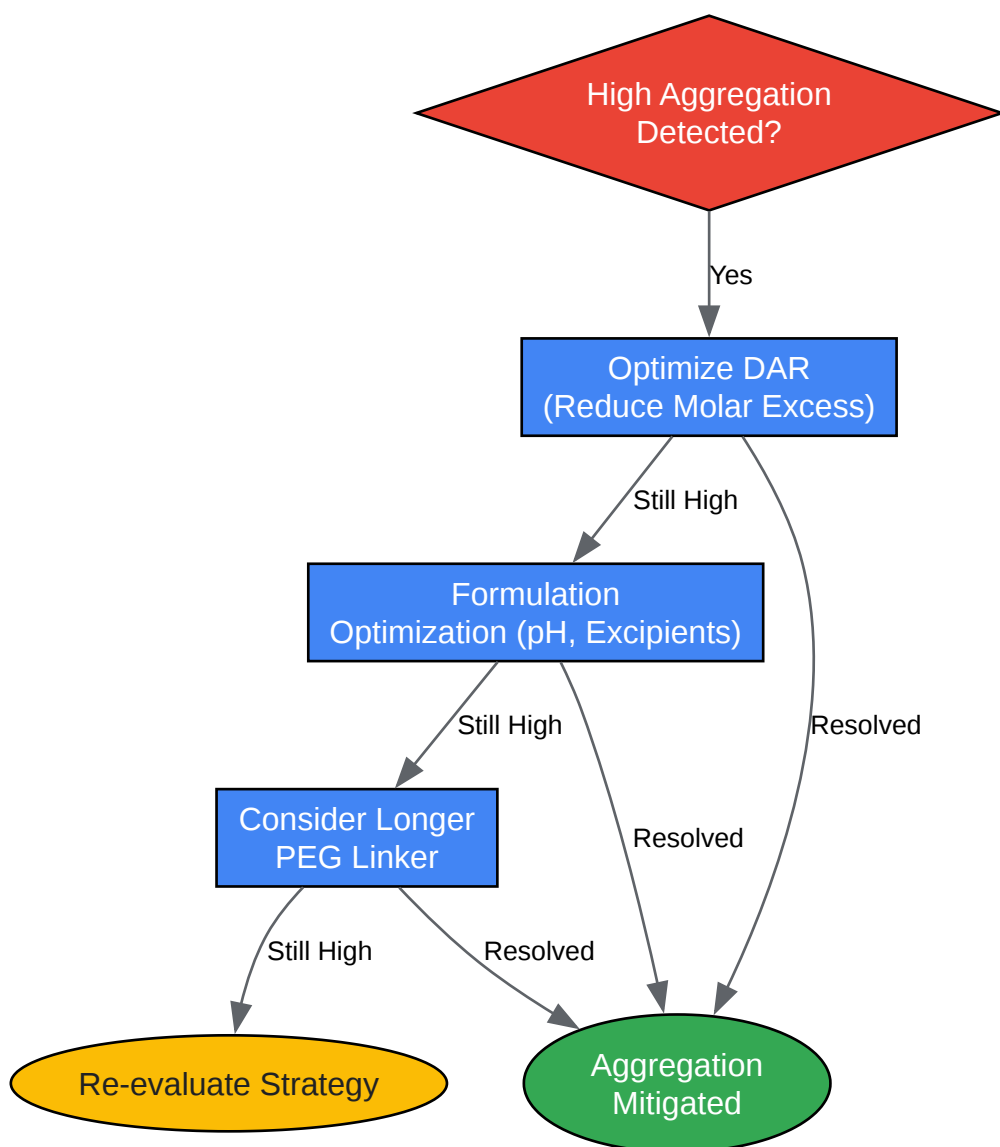 High Aggregation
Detected?
Yes
Optimize DAR
(Reduce Molar Excess)
Still High
Formulation
Optimization (pH, Excipients)
Still High
Resolved
Consider Longer
PEG Linker
Resolved
Still High
Resolved
Re-evaluate Strategy
Aggregation
Mitigated